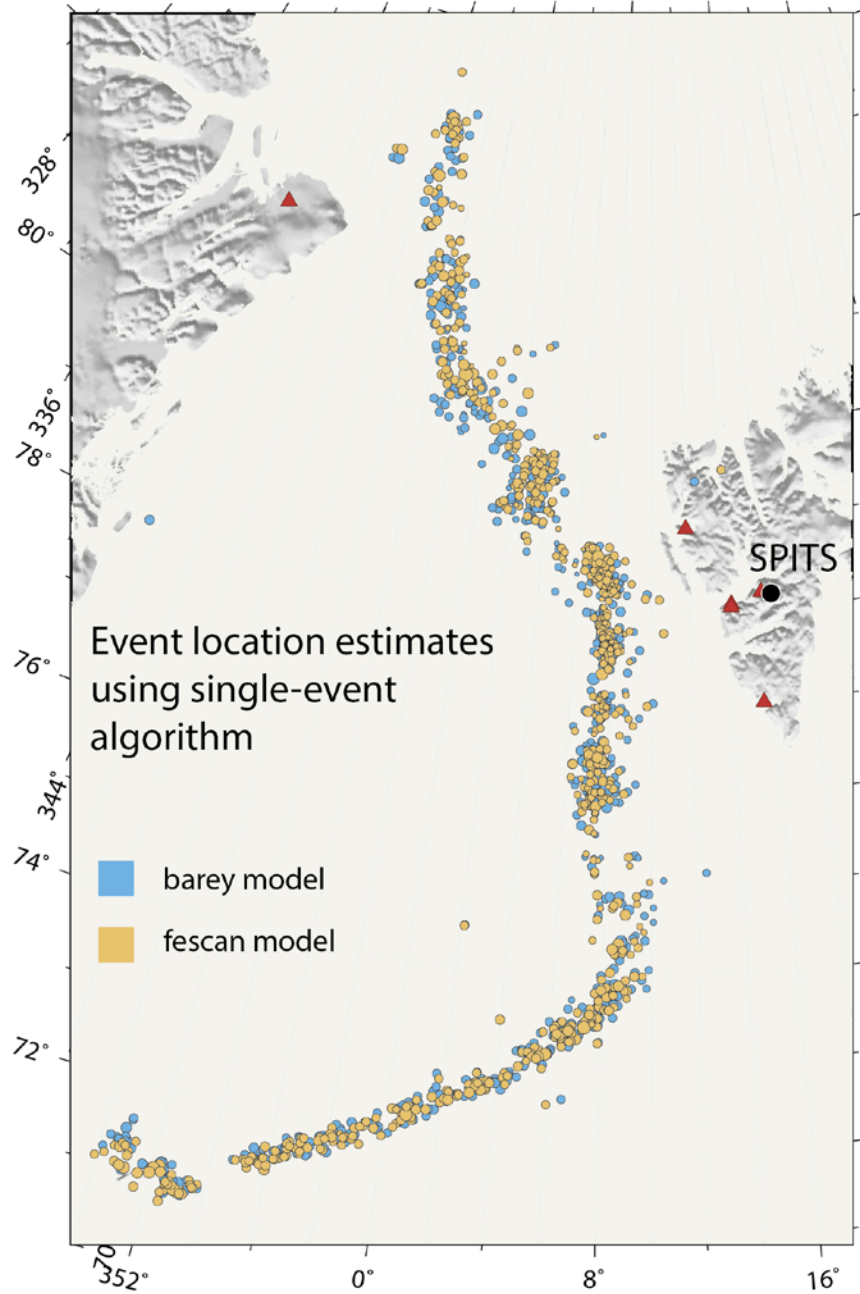 328°
80°
336°
78°
SPITS
Event location estimates
using single-event
algorithm
76°
344°
74°
barey model
fescan model
72°
70
352°
0°
8°
16°